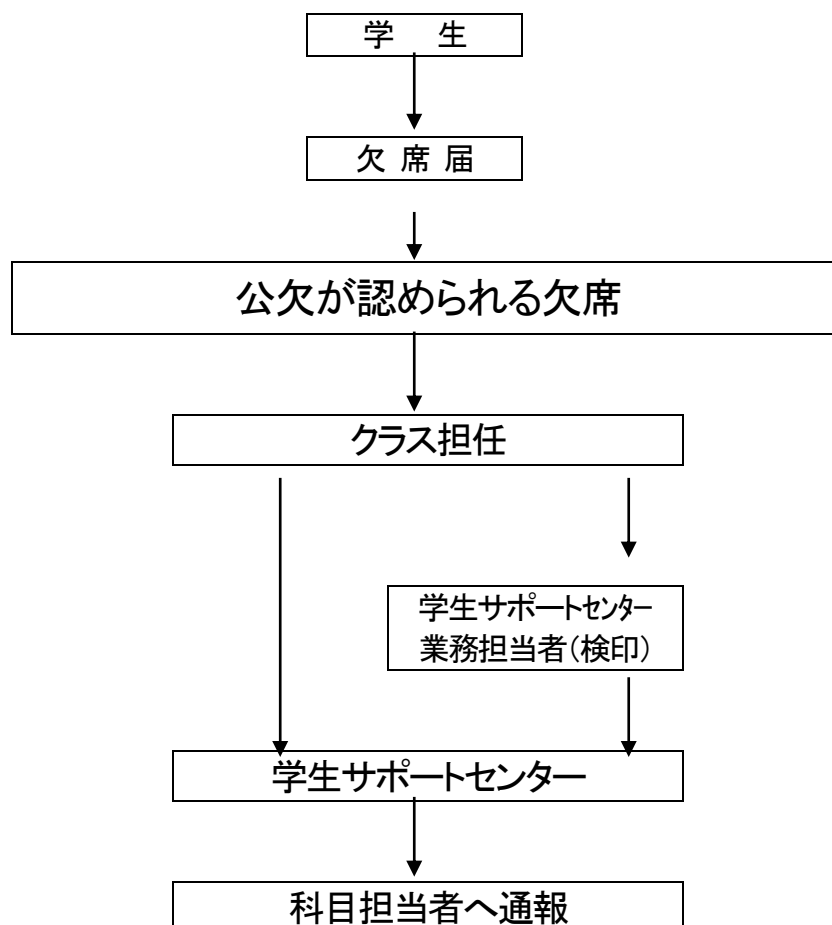 学 生
欠 席 届
公欠が認められる欠席
クラス担任
学生サポートセンター
業務担当者(検印)
学生サポートセンター
科目担当者へ通報